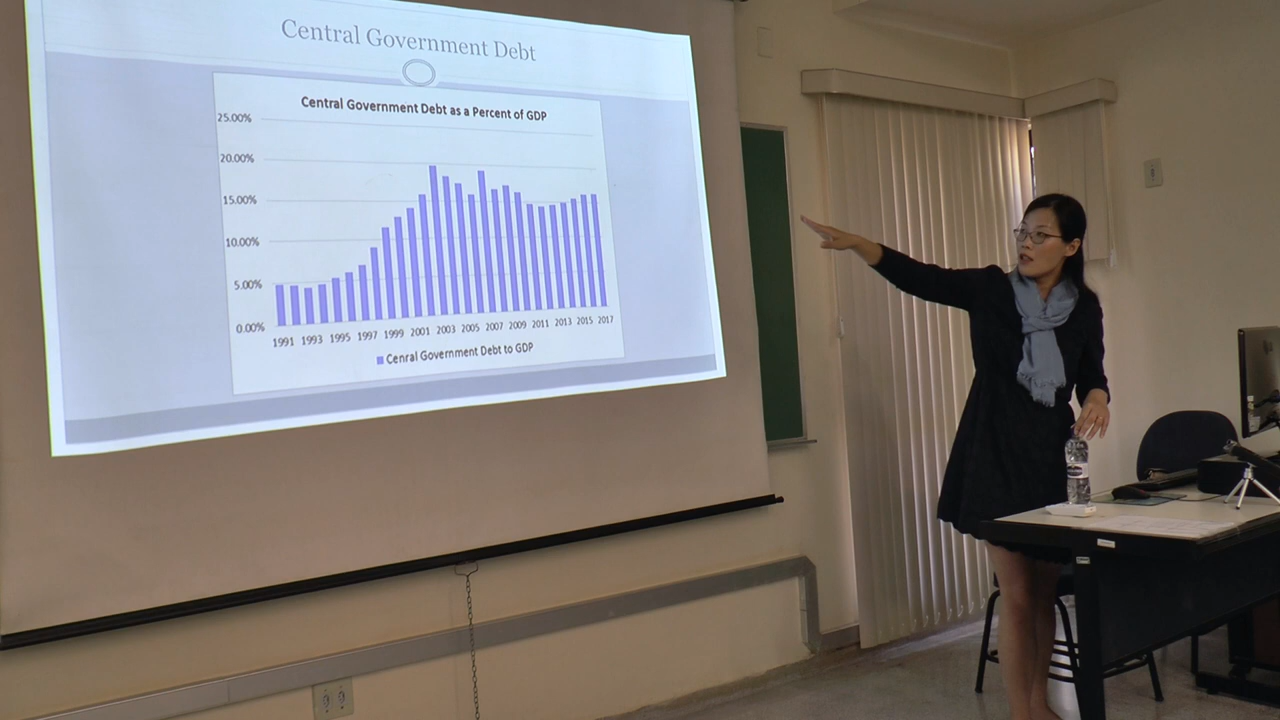 Central Government Debt
Central Government Debt as a Percent of GDP
25.00%
20.00%
15.00%
10.00%
5.00%
0.00%
1991 1993 1995 1997 1999 2001 2003 2005 2007 2009 2011 2013 2015 2017
Cenral Government Debt to GDP